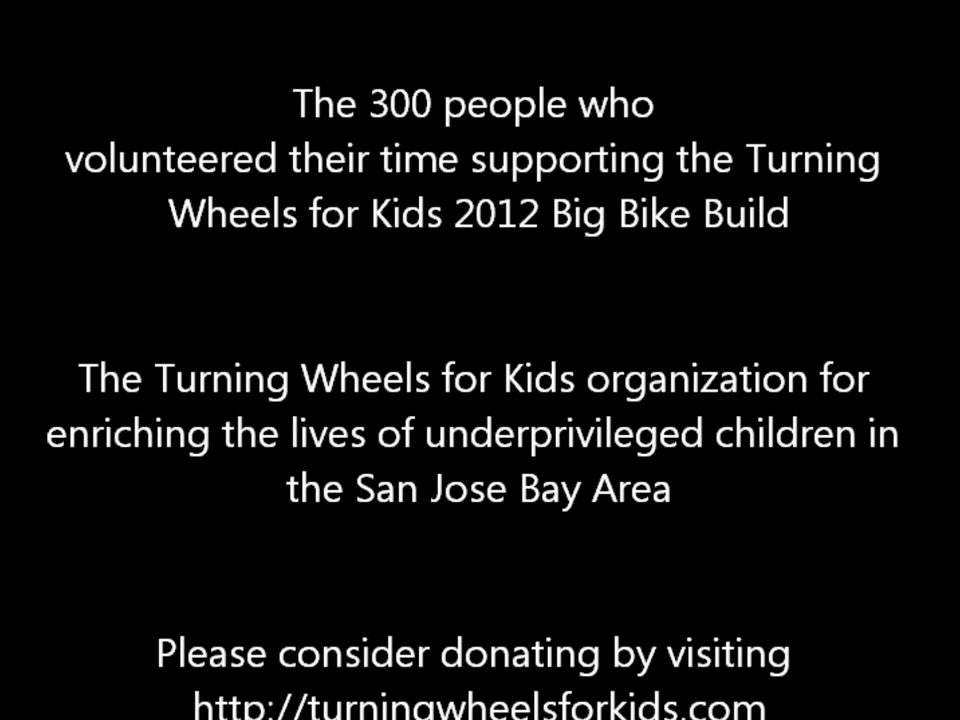 The 300 people who
volunteered their time supporting the Turning
Wheels for Kids 2012 Big Bike Build
The Turning Wheels for Kids organization for
enriching the lives of underprivileged children in
the San Jose Bay Area
Please consider donating by visiting
http://turningwheelsforkids.com